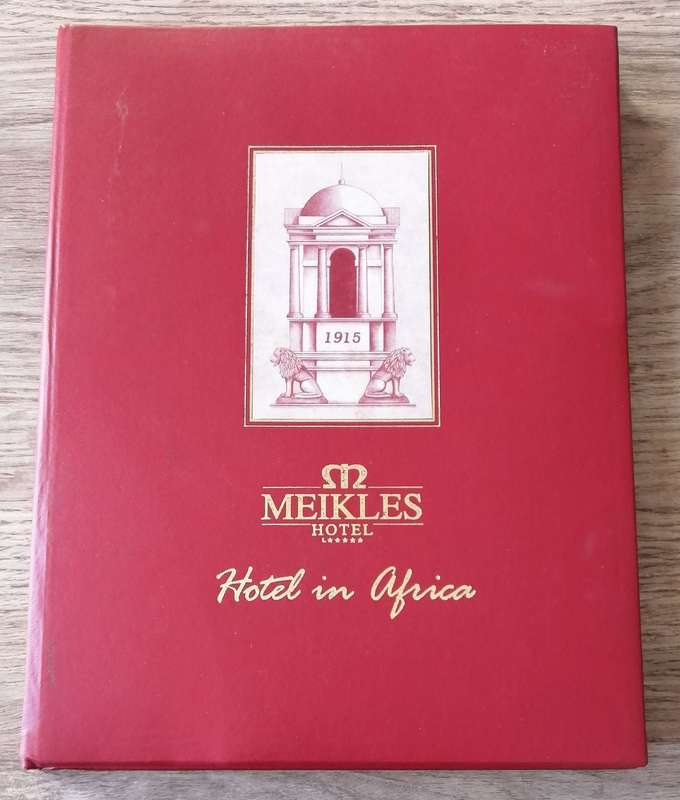 1915
MEIKLES
HOTEL
L★★★★★
Hotel in Africa